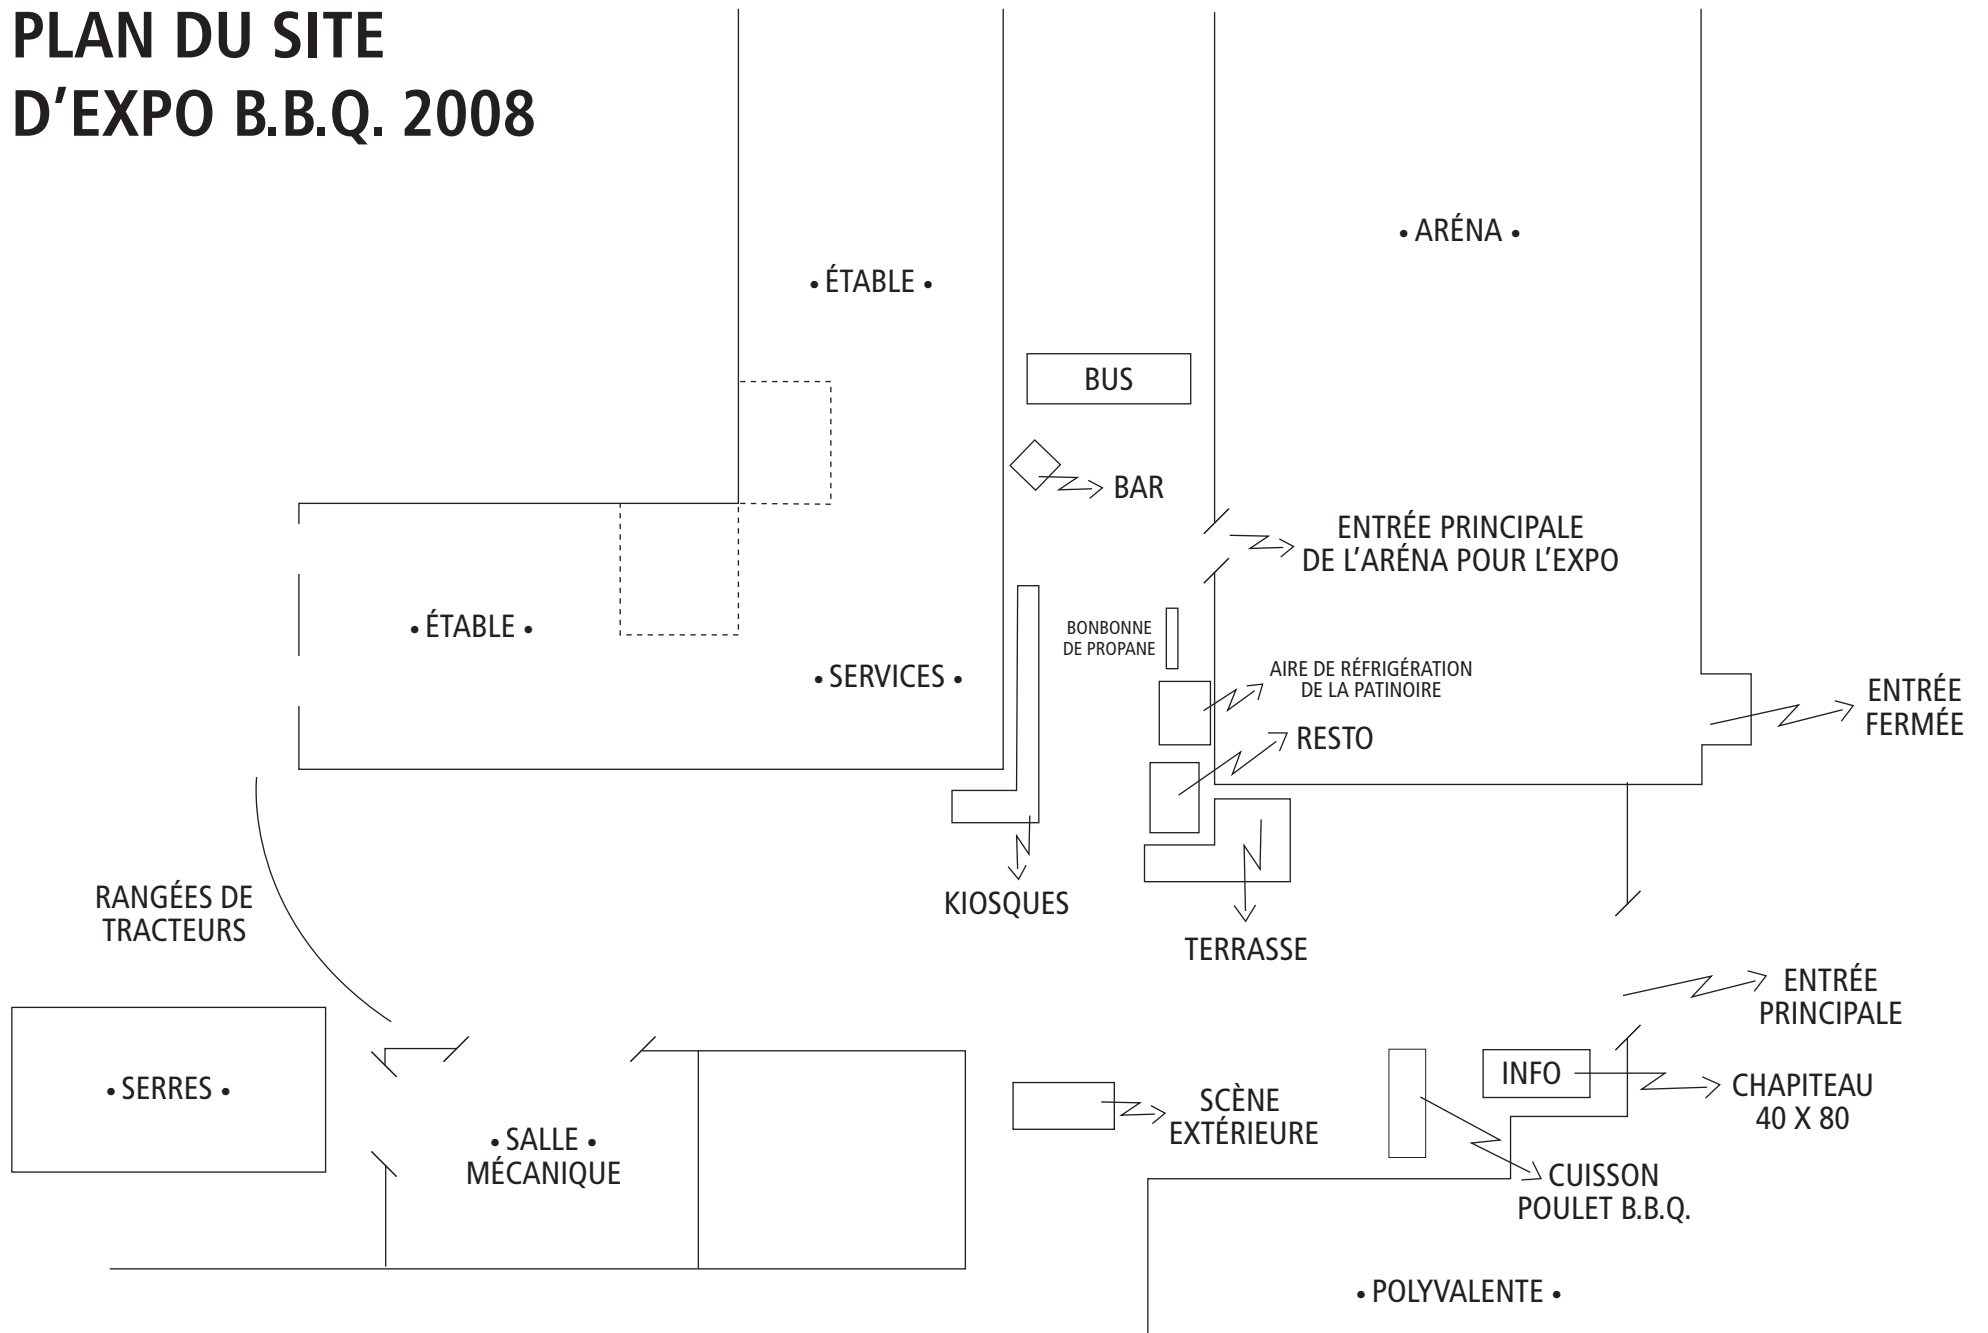 PLAN DU SITE
D'EXPO B.B.Q. 2008
• ARÉNA •
• ÉTABLE •
BUS
BAR
ENTRÉE PRINCIPALE
DE L'ARÉNA POUR L'EXPO
• ÉTABLE •
BONBONNE
DE PROPANE
• SERVICES •
AIRE DE RÉFRIGÉRATION
DE LA PATINOIRE
ENTRÉE
FERMÉE
RESTO
RANGÉES DE
TRACTEURS
KIOSQUES
TERRASSE
ENTRÉE
PRINCIPALE
• SERRES •
INFO
CHAPITEAU
40 X 80
SCÈNE
EXTÉRIEURE
• SALLE •
MÉCANIQUE
CUISSON
POULET B.B.Q.
• POLYVALENTE •